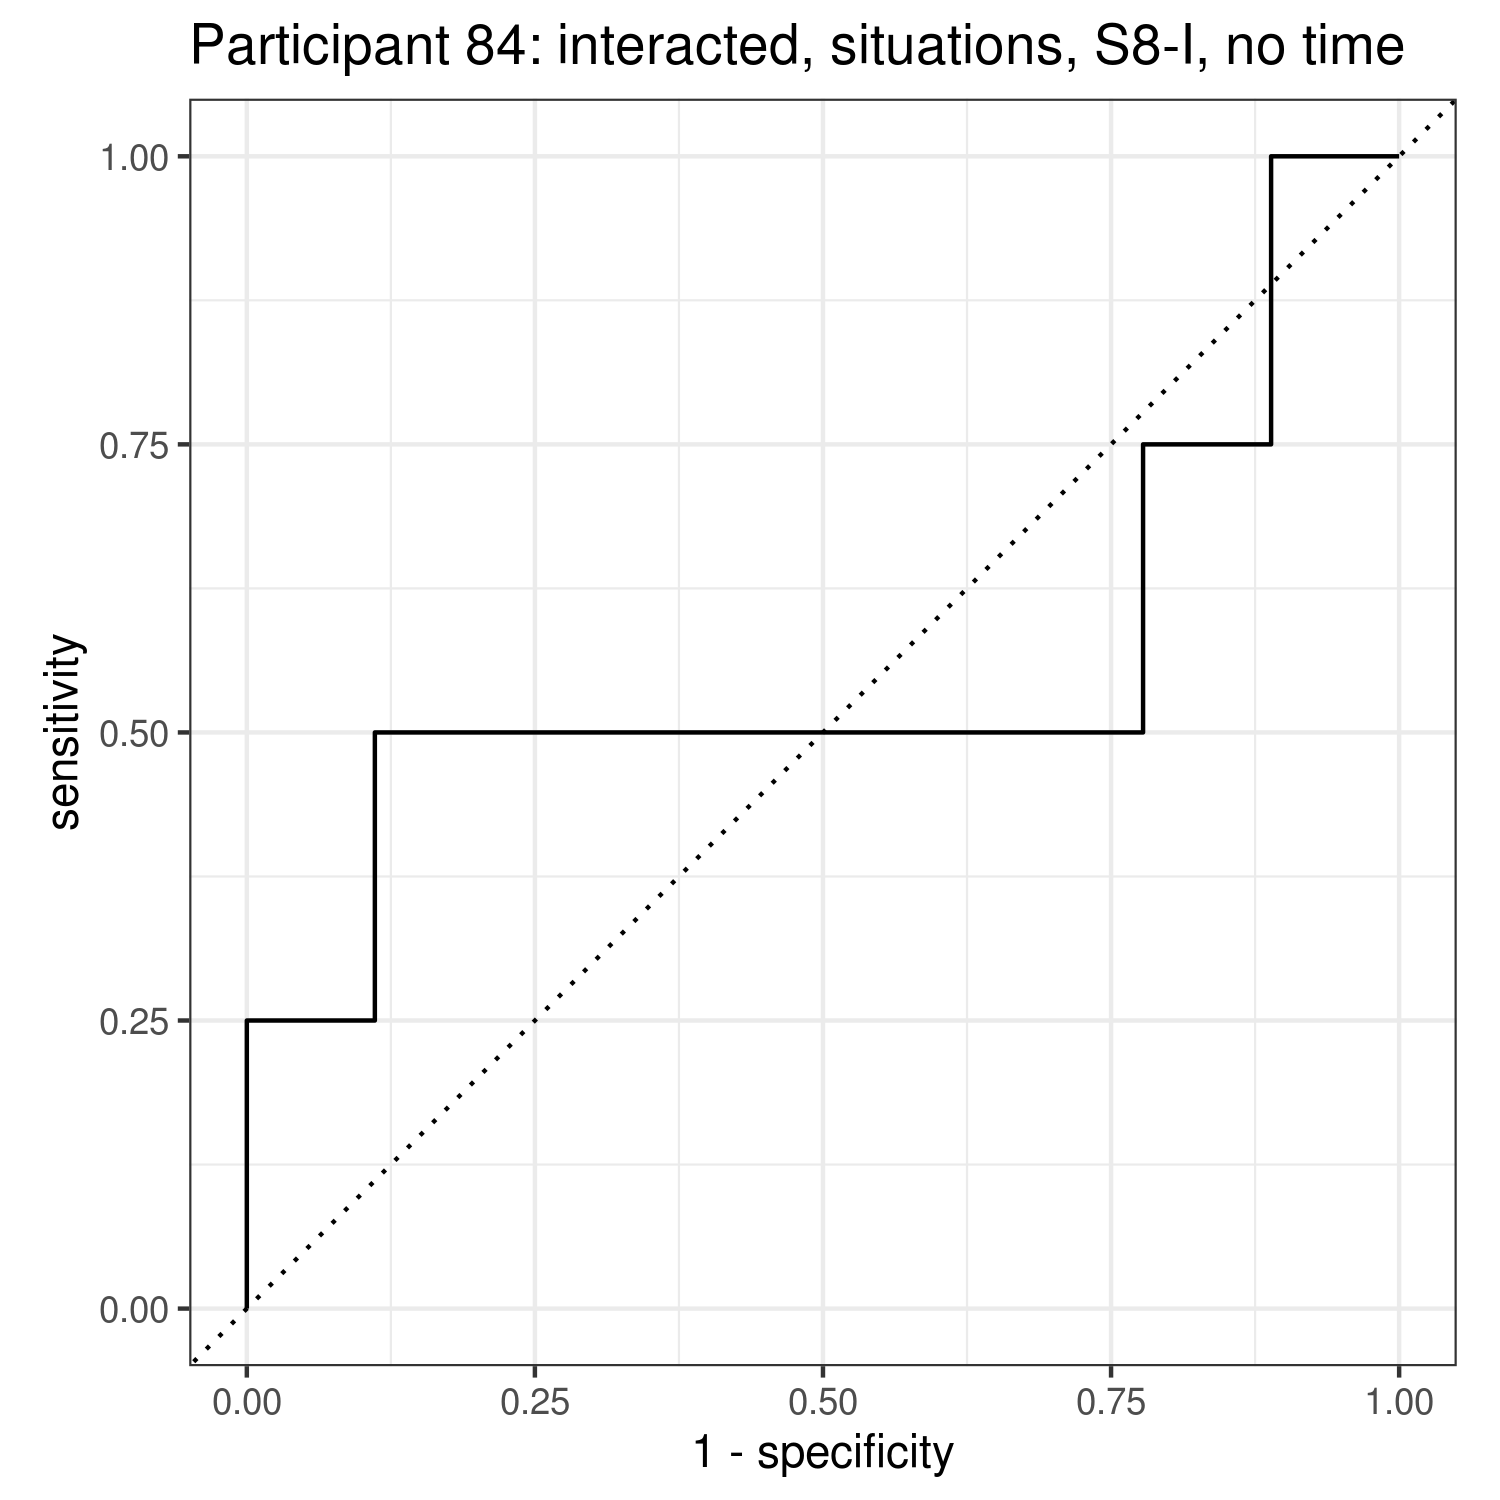 Participant 84: interacted, situations, S8-I, no time
1.00
0.75
0.50
0.25
0.00
sensitivity
0.00 0.25 0.50 0.75 1.00
1 - specificity